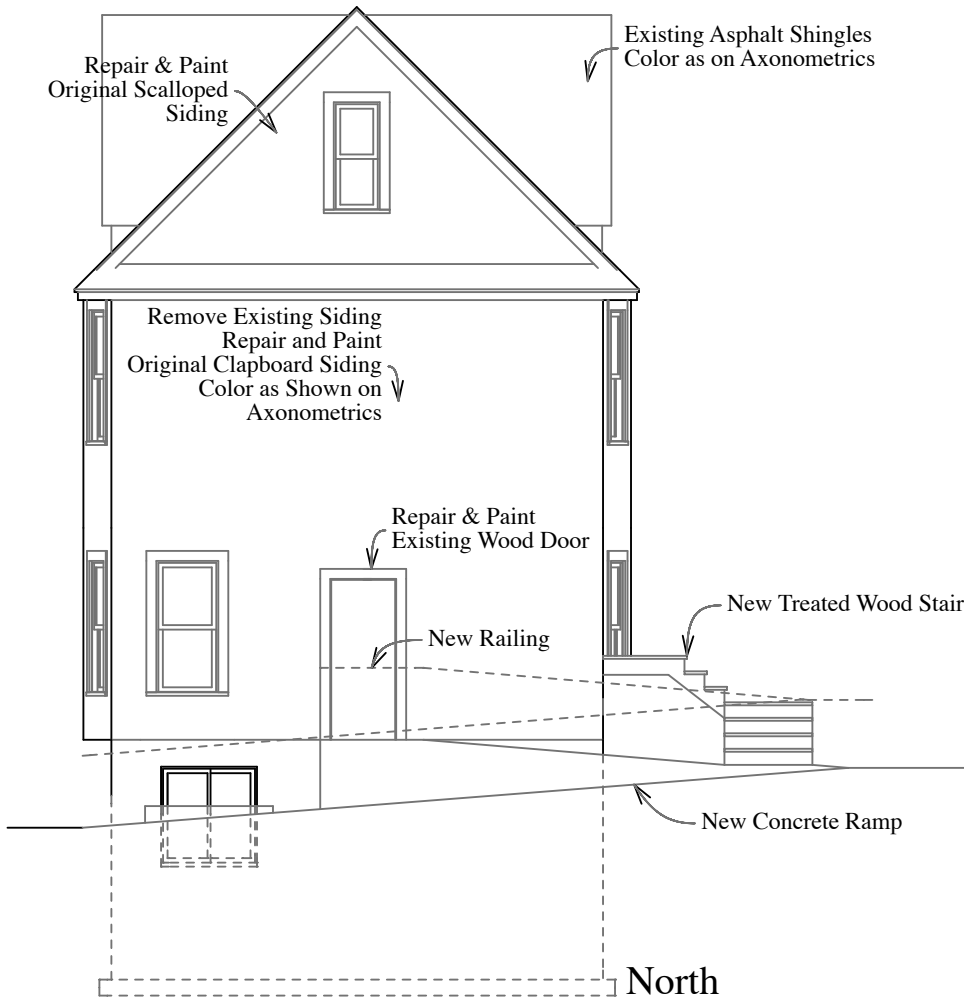 Existing Asphalt Shingles
Color as on Axonometrics
Repair & Paint
Original Scalloped
Siding
Remove Existing Siding
Repair and Paint
Original Clapboard Siding
Color as Shown on
Axonometrics
Repair & Paint
Existing Wood Door
New Treated Wood Stair
New Railing
New Concrete Ramp
North